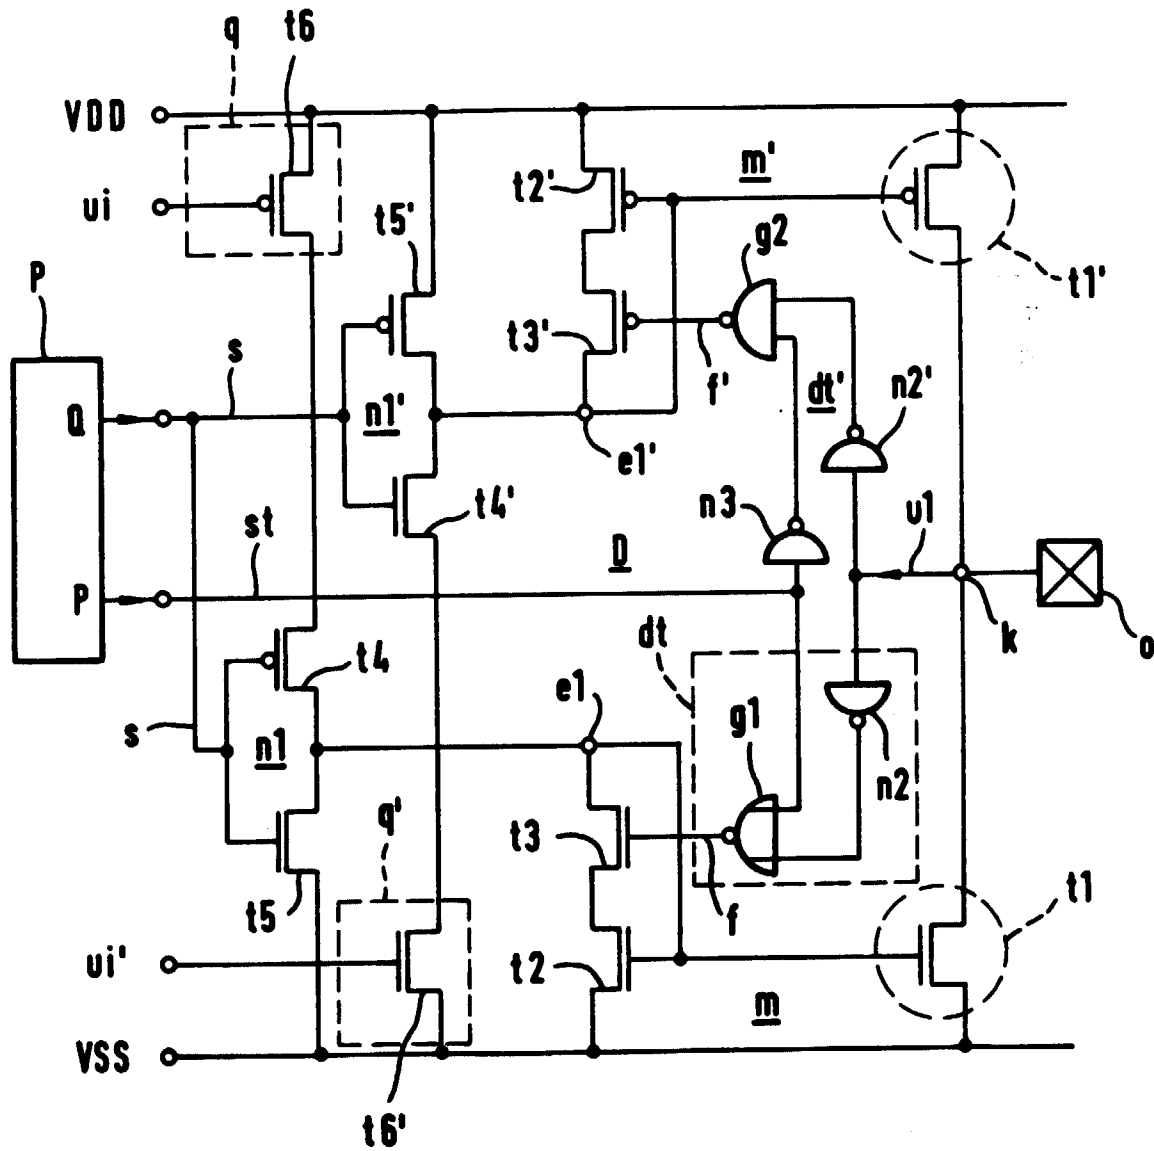 q t6
VDD
m'
ui
t2'
t5'
g2
t1'
P
t3'
f'
dt'
n2'
s
Q
n1'
e1'
t4'
n3
u1
st
D
P
k
o
dt
t4
e1
s
n1
g1
n2
q'
t3
t5
f
t1
ui'
t2
m
VSS
t6'